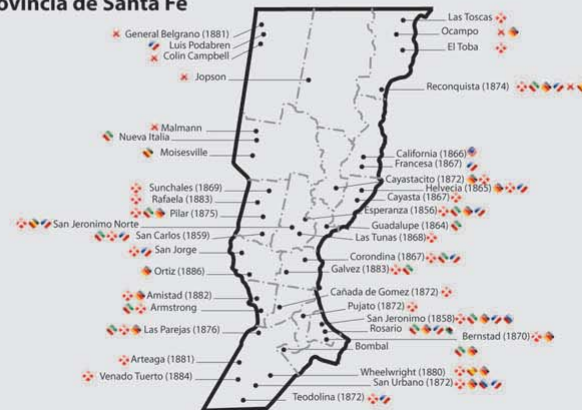 ovincia de Santa Fe
General Belgrano (1881)
Luis Podabren
Colin Campbell
Jopson
Malmann
Nueva Italia
Moisesville
Sunchales (1869)
Rafaela (1883)
Pilar (1875)
San Jeronimo Norte
San Carlos (1859)
San Jorge
Ortiz (1886)
Amistad (1882)
Armstrong
Las Parejas (1876)
Arteaga (1881)
Venado Tuerto (1884)
Las Toscas
Ocampo
El Toba
Reconquista (1874)
California (1866)
Francesa (1867)
Cayastacito (1872)
Helvecia (1865)
Cayasta (1867)
Esperanza (1856)
Guadalupe (1864)
Las Tunas (1868)
Corondina (1867)
Galvez (1883)
Cañada de Gomez (1872)
Pujato (1872)
San Jeronimo (1858)
Rosario
Bernstad (1870)
Bombal
Wheelwright (1880)
San Urbano (1872)
Teodolina (1872)